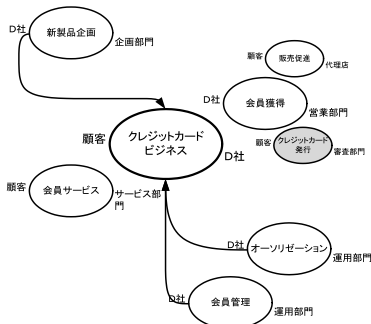 D社
新製品企画
企画部門
顧客
販売促進
代理店
D社
会員獲得
営業部門
顧客
クレジットカード
発行
審査部門
顧客
クレジットカード
ビジネス
D社
顧客
会員サービス
サービス部
門
D社
オーソリゼーション
運用部門
D社
会員管理
運用部門